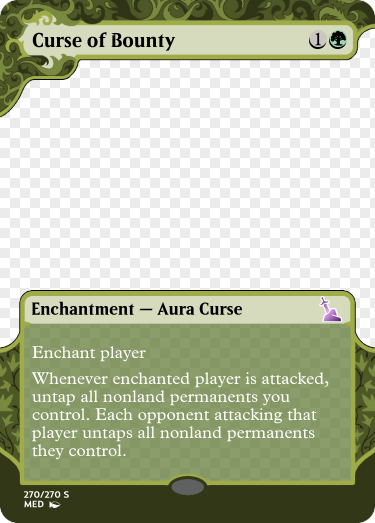 Curse of Bounty 1
Enchantment — Aura Curse
Enchant player
Whenever enchanted player is attacked,
untap all nonland permanents you
control. Each opponent attacking that
player untaps all nonland permanents
they control.
270/270 S
MED